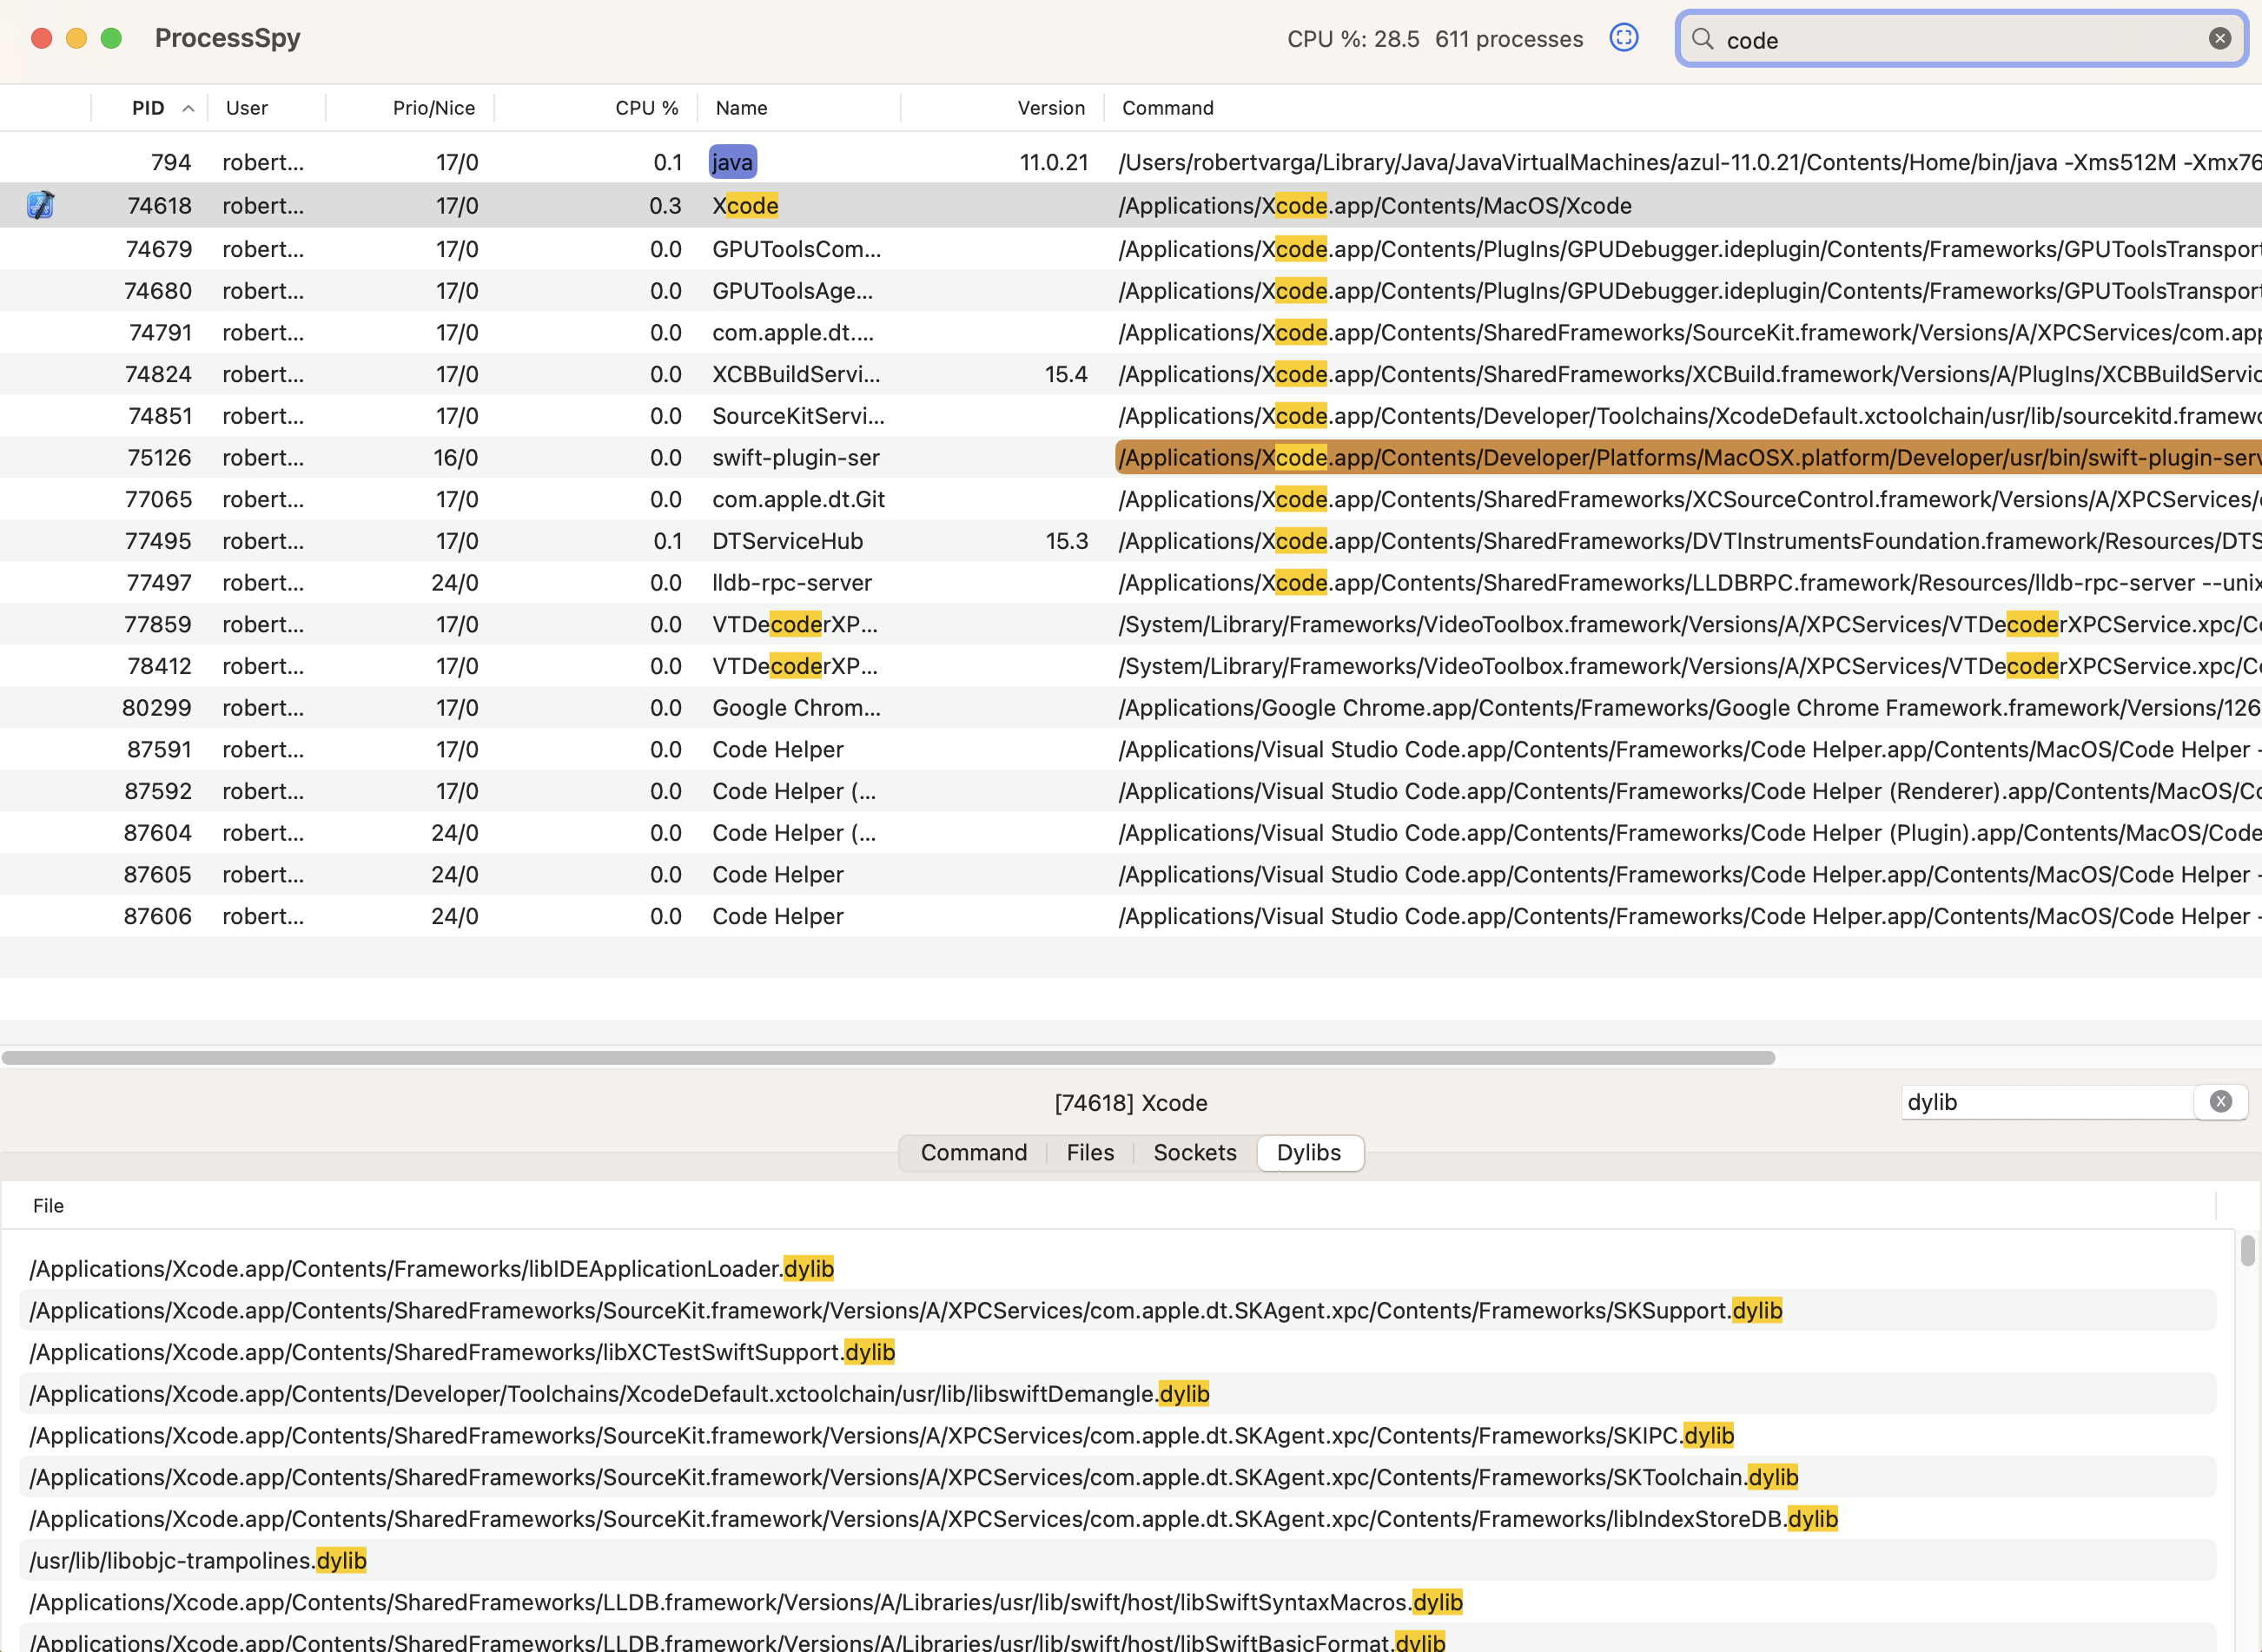 ProcessSpy CPU %: 28.5 611 processes code
PID User Prio/Nice CPU % Name Version Command
794 robert... 17/0 0.1 java 11.0.21 /Users/robertvarga/Library/Java/JavaVirtualMachines/azul-11.0.21/Contents/Home/bin/java -Xms512M -Xmx76
74618 robert... 17/0 0.3 Xcode /Applications/Xcode.app/Contents/MacOS/Xcode
74679 robert... 17/0 0.0 GPUToolsCom... /Applications/Xcode.app/Contents/PlugIns/GPUDebugger.ideplugin/Contents/Frameworks/GPUToolsTransport
74680 robert... 17/0 0.0 GPUToolsAge... /Applications/Xcode.app/Contents/PlugIns/GPUDebugger.ideplugin/Contents/Frameworks/GPUToolsTransport
74791 robert... 17/0 0.0 com.apple.dt.... /Applications/Xcode.app/Contents/SharedFrameworks/SourceKit.framework/Versions/A/XPCServices/com.app
74824 robert... 17/0 0.0 XCBBuildServi... 15.4 /Applications/Xcode.app/Contents/SharedFrameworks/XCBuild.framework/Versions/A/PlugIns/XCBBuildServic
74851 robert... 17/0 0.0 SourceKitServi... /Applications/Xcode.app/Contents/Developer/Toolchains/XcodeDefault.xctoolchain/usr/lib/sourcekitd.framewo
75126 robert... 16/0 0.0 swift-plugin-ser /Applications/Xcode.app/Contents/Developer/Platforms/MacOSX.platform/Developer/usr/bin/swift-plugin-serv
77065 robert... 17/0 0.0 com.apple.dt.Git /Applications/Xcode.app/Contents/SharedFrameworks/XCSourceControl.framework/Versions/A/XPCServices/c
77495 robert... 17/0 0.1 DTServiceHub 15.3 /Applications/Xcode.app/Contents/SharedFrameworks/DVTInstrumentsFoundation.framework/Resources/DTS
77497 robert... 24/0 0.0 lldb-rpc-server /Applications/Xcode.app/Contents/SharedFrameworks/LLDBRPC.framework/Resources/lldb-rpc-server --unix
77859 robert... 17/0 0.0 VTDecoderXP... /System/Library/Frameworks/VideoToolbox.framework/Versions/A/XPCServices/VTDecoderXPCService.xpc/Co
78412 robert... 17/0 0.0 VTDecoderXP... /System/Library/Frameworks/VideoToolbox.framework/Versions/A/XPCServices/VTDecoderXPCService.xpc/Co
80299 robert... 17/0 0.0 Google Chrom... /Applications/Google Chrome.app/Contents/Frameworks/Google Chrome Framework.framework/Versions/126
87591 robert... 17/0 0.0 Code Helper /Applications/Visual Studio Code.app/Contents/Frameworks/Code Helper.app/Contents/MacOS/Code Helper -
87592 robert... 17/0 0.0 Code Helper (... /Applications/Visual Studio Code.app/Contents/Frameworks/Code Helper (Renderer).app/Contents/MacOS/Co
87604 robert... 24/0 0.0 Code Helper (... /Applications/Visual Studio Code.app/Contents/Frameworks/Code Helper (Plugin).app/Contents/MacOS/Code
87605 robert... 24/0 0.0 Code Helper /Applications/Visual Studio Code.app/Contents/Frameworks/Code Helper.app/Contents/MacOS/Code Helper -
87606 robert... 24/0 0.0 Code Helper /Applications/Visual Studio Code.app/Contents/Frameworks/Code Helper.app/Contents/MacOS/Code Helper -
[74618] Xcode dylib
Command Files Sockets Dylibs
File
/Applications/Xcode.app/Contents/Frameworks/libIDEApplicationLoader.dylib
/Applications/Xcode.app/Contents/SharedFrameworks/SourceKit.framework/Versions/A/XPCServices/com.apple.dt.SKAgent.xpc/Contents/Frameworks/SKSupport.dylib
/Applications/Xcode.app/Contents/SharedFrameworks/libXCTestSwiftSupport.dylib
/Applications/Xcode.app/Contents/Developer/Toolchains/XcodeDefault.xctoolchain/usr/lib/libswiftDemangle.dylib
/Applications/Xcode.app/Contents/SharedFrameworks/SourceKit.framework/Versions/A/XPCServices/com.apple.dt.SKAgent.xpc/Contents/Frameworks/SKIPC.dylib
/Applications/Xcode.app/Contents/SharedFrameworks/SourceKit.framework/Versions/A/XPCServices/com.apple.dt.SKAgent.xpc/Contents/Frameworks/SKToolchain.dylib
/Applications/Xcode.app/Contents/SharedFrameworks/SourceKit.framework/Versions/A/XPCServices/com.apple.dt.SKAgent.xpc/Contents/Frameworks/libIndexStoreDB.dylib
/usr/lib/libobjc-trampolines.dylib
/Applications/Xcode.app/Contents/SharedFrameworks/LLDB.framework/Versions/A/Libraries/usr/lib/swift/host/libSwiftSyntaxMacros.dylib
/Applications/Xcode.app/Contents/SharedFrameworks/LLDB.framework/Versions/A/Libraries/usr/lib/swift/host/libSwiftBasicFormat.dylib